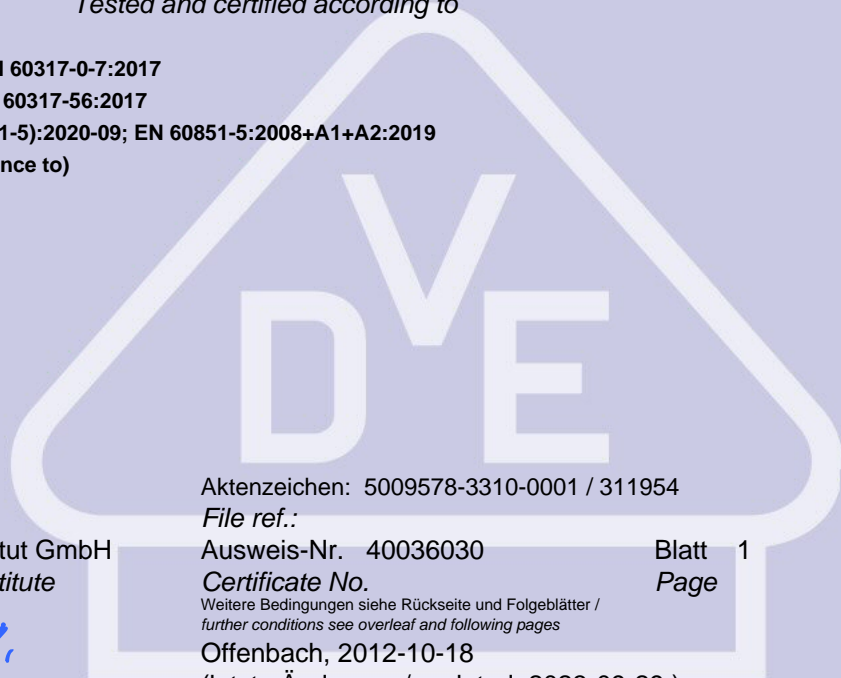 Tested and certified according to
60317-0-7:2017
60317-56:2017
1-5):2020-09; EN 60851-5:2008+A1+A2:2019
nce to)
VDE
Aktenzeichen: 5009578-3310-0001 / 311954
File ref.:
tut GmbH Ausweis-Nr. 40036030 Blatt 1
titute Certificate No. Page
Weitere Bedingungen siehe Rückseite und Folgeblätter /
further conditions see overleaf and following pages
Offenbach, 2012-10-18